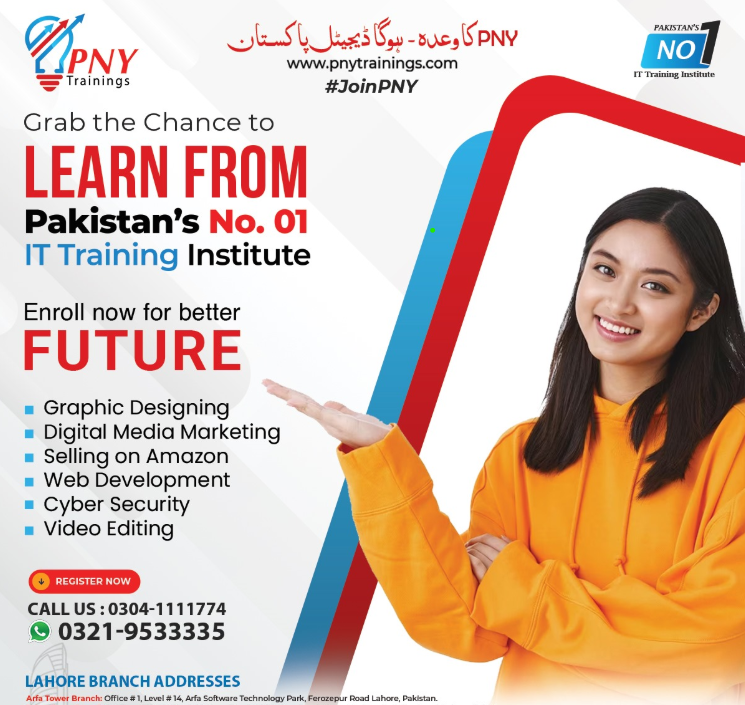 PNY
Trainings
PNY کا وعدہ - ہوگا ڈیجیٹل پاکستان
www.pnytrainings.com
#JoinPNY
PAKISTAN'S
NO 1
IT Training Institute
Grab the Chance to
LEARN FROM
Pakistan's No. 01
IT Training Institute
Enroll now for better
FUTURE
Graphic Designing
Digital Media Marketing
Selling on Amazon
Web Development
Cyber Security
Video Editing
REGISTER NOW
CALL US : 0304-1111774
0321-9533335
LAHORE BRANCH ADDRESSES
Arfa Tower Branch: Office # 1, Level # 14, Arfa Software Technology Park, Ferozepur Road Lahore, Pakistan.